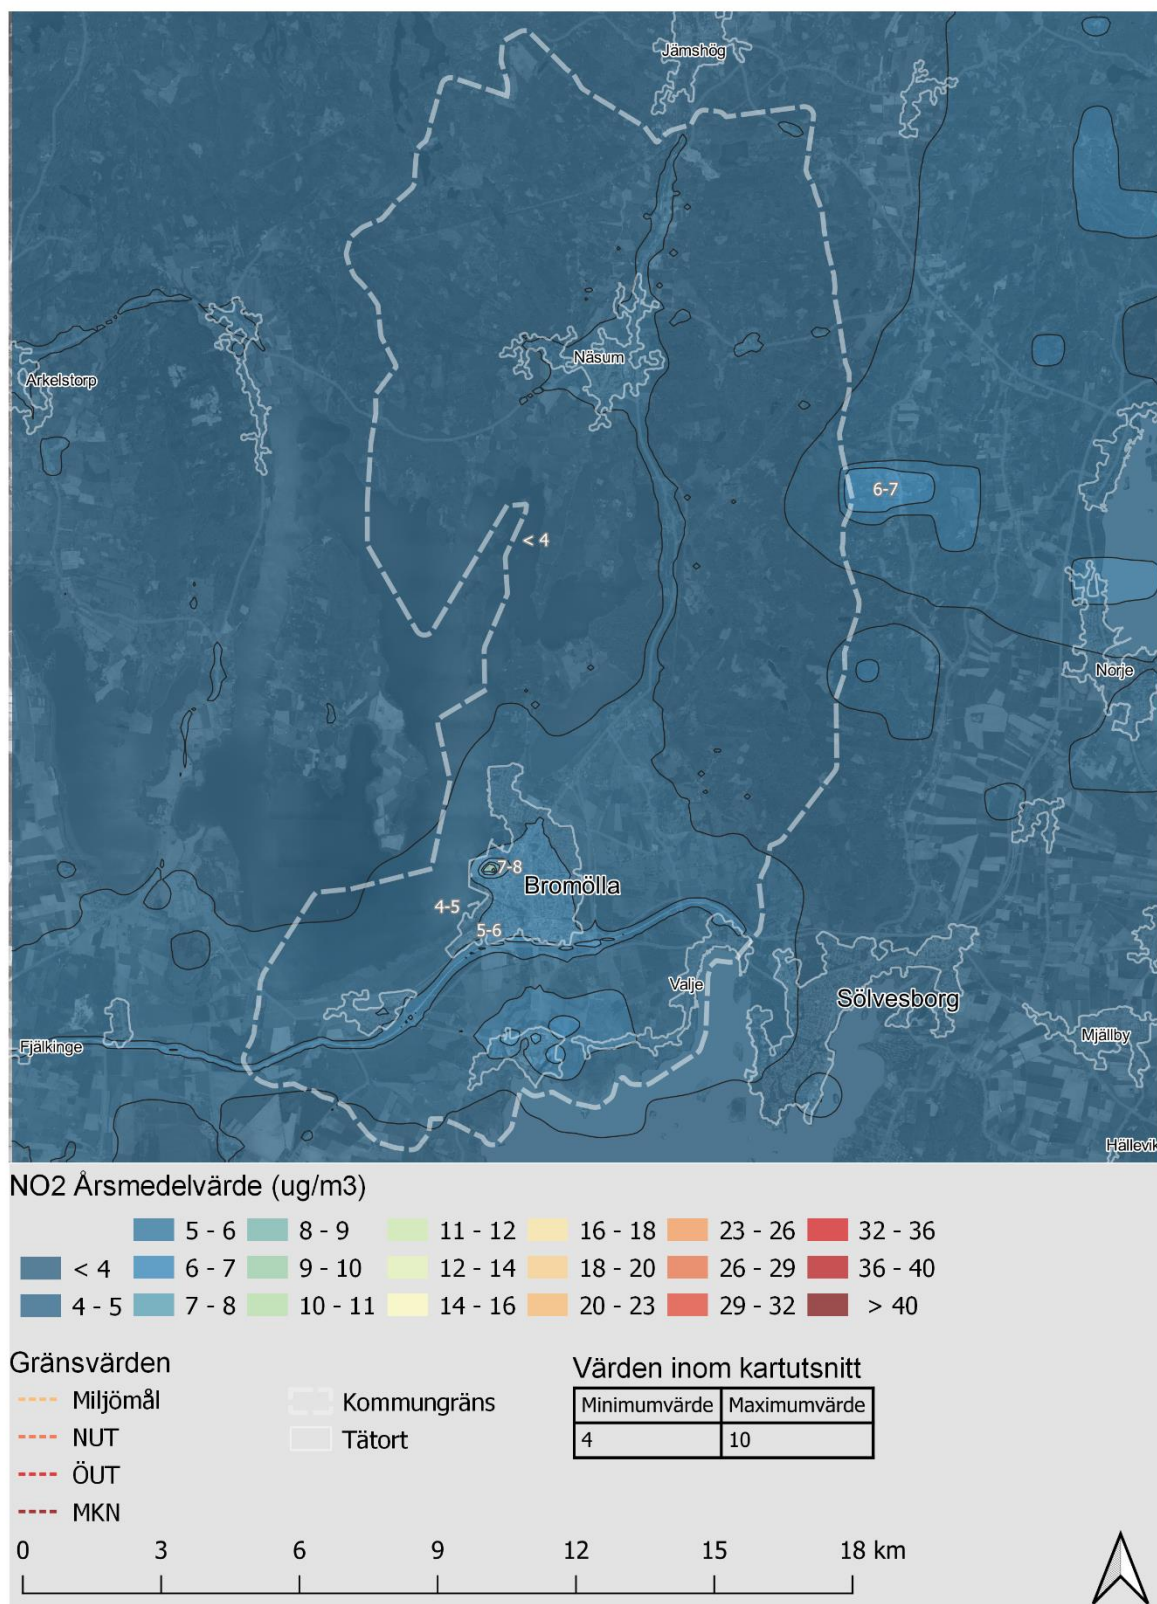 Jämshög
Näsum
Arkelstorp
6-7
< 4
Norje
7-8
Bromölla
4-5
5-6
Valje
Sölvesborg
Fjälkinge
Mjällby
Hällevik
NO2 Årsmedelvärde (ug/m3)
5 - 6 8 - 9 11 - 12 16 - 18 23 - 26 32 - 36
< 4 6 - 7 9 - 10 12 - 14 18 - 20 26 - 29 36 - 40
4 - 5 7 - 8 10 - 11 14 - 16 20 - 23 29 - 32 > 40
Gränsvärden
Miljömål
NUT
ÖUT
MKN
Kommungräns
Tätort
Värden inom kartutsnitt
Minimumvärde Maximumvärde
4 10
0 3 6 9 12 15 18 km